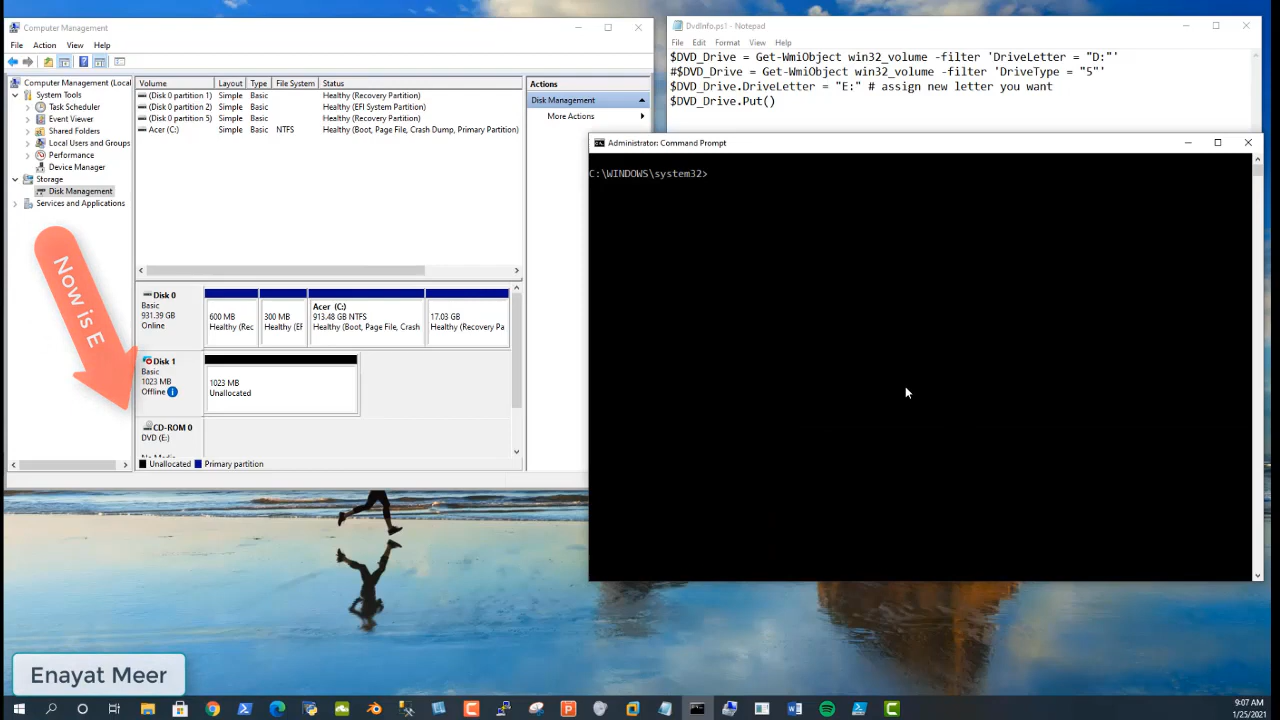 Computer Management
File Action View Help
Computer Management (Local
System Tools
Task Scheduler
Event Viewer
Shared Folders
Local Users and Groups
Performance
Device Manager
Storage
Disk Management
Services and Applications
Volume Layout Type File System Status
(Disk 0 partition 1) Simple Basic Healthy (Recovery Partition)
(Disk 0 partition 2) Simple Basic Healthy (EFI System Partition)
(Disk 0 partition 5) Simple Basic Healthy (Recovery Partition)
Acer (C:) Simple Basic NTFS Healthy (Boot, Page File, Crash Dump, Primary Partition)
Actions
Disk Management
More Actions
Now is E
Disk 0
Basic
931.39 GB
Online
600 MB
Healthy (Rec
300 MB
Healthy (EF
Acer (C:)
913.48 GB NTFS
Healthy (Boot, Page File, Crash
17.03 GB
Healthy (Recovery Pa
Disk 1
Basic
1023 MB
Offline
1023 MB
Unallocated
CD-ROM 0
DVD (E:)
Unallocated Primary partition
DvdInfo.ps1 - Notepad
File Edit Format View Help
$DVD_Drive = Get-WmiObject win32_volume -filter 'DriveLetter = "D:"'
#$DVD_Drive = Get-WmiObject win32_volume -filter 'DriveType = "5"'
$DVD_Drive.DriveLetter = "E:" # assign new letter you want
$DVD_Drive.Put()
Administrator: Command Prompt
C:\WINDOWS\system32>
Enayat Meer
9:07 AM
1/25/2021